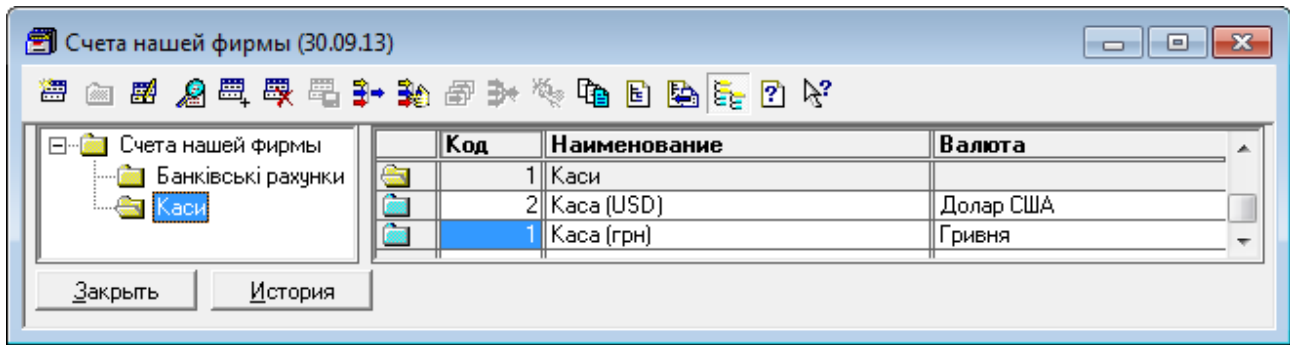 Счета нашей фирмы (30.09.13)
Счета нашей фирмы
Банківські рахунки
Каси
Код Наименование Валюта
1 Каси
2 Каса (USD) Долар США
1 Каса (грн) Гривня
Закрыть История